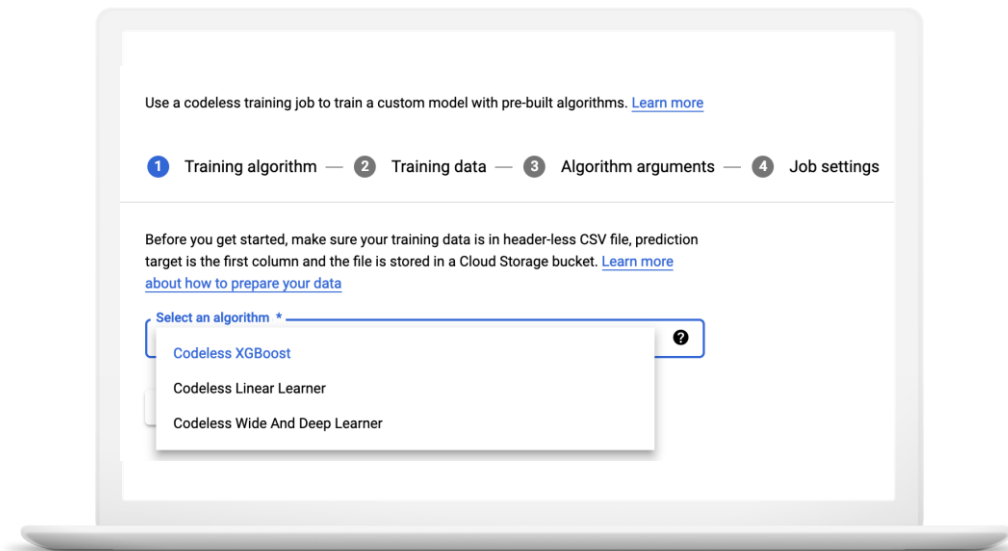 Use a codeless training job to train a custom model with pre-built algorithms. Learn more
1 Training algorithm — 2 Training data — 3 Algorithm arguments — 4 Job settings
Before you get started, make sure your training data is in header-less CSV file, prediction
target is the first column and the file is stored in a Cloud Storage bucket. Learn more
about how to prepare your data
Select an algorithm *
?
Codeless XGBoost
Codeless Linear Learner
Codeless Wide And Deep Learner